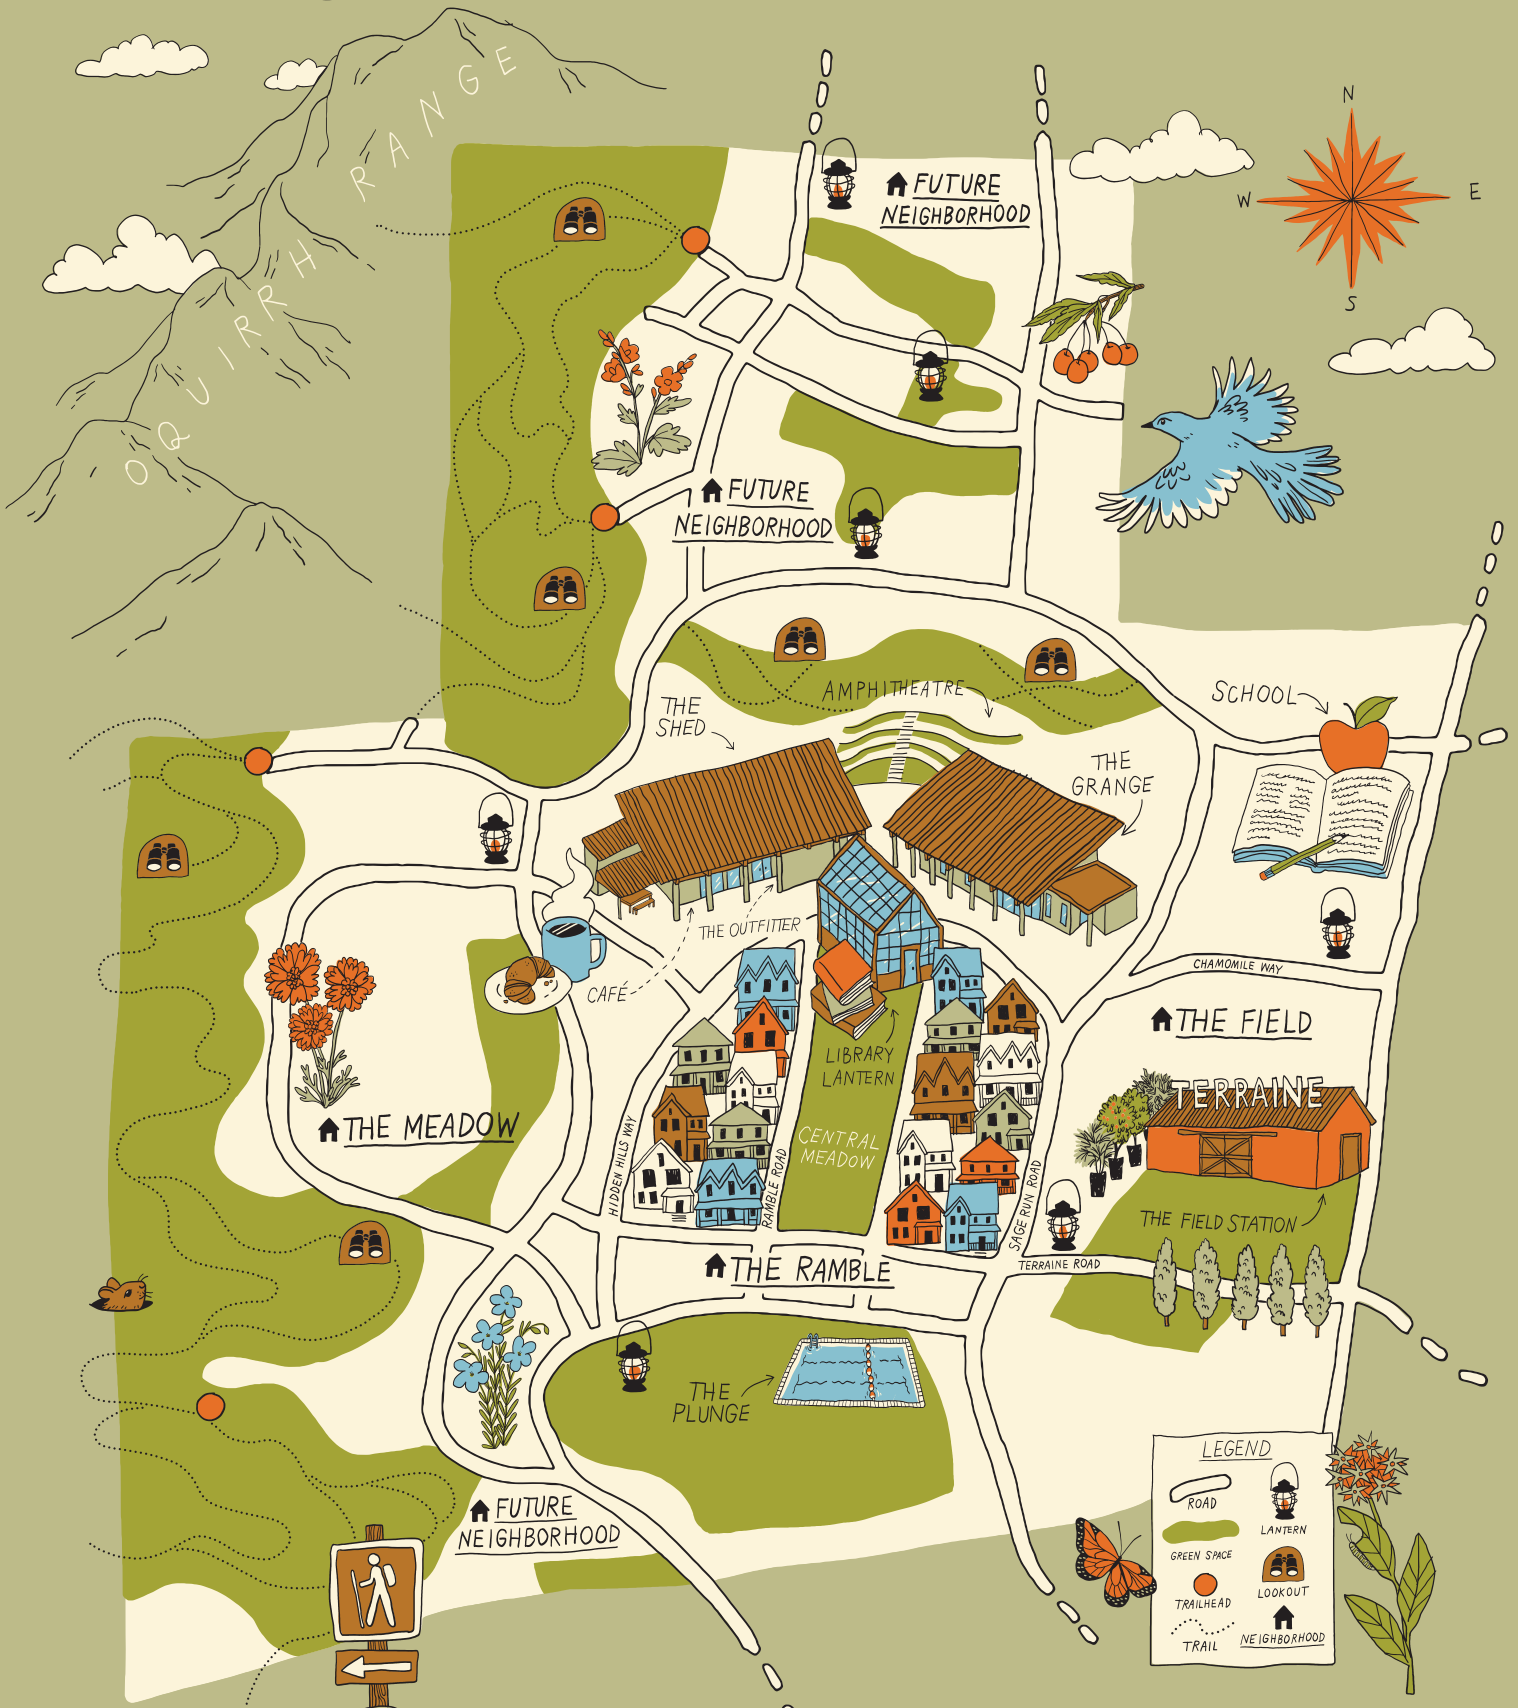 OQUIRRH RANGE
N
W
E
S
FUTURE
NEIGHBORHOOD
FUTURE
NEIGHBORHOOD
AMPHITHEATRE
SCHOOL
THE
SHED
THE
GRANGE
THE OUTFITTER
CAFÉ
CHAMOMILE WAY
THE FIELD
LIBRARY
LANTERN
TERRAINE
THE MEADOW
CENTRAL
MEADOW
HIDDEN HILLS WAY
RAMBLE ROAD
SAGE RUN ROAD
THE FIELD STATION
TERRAINE ROAD
THE RAMBLE
THE
PLUNGE
FUTURE
NEIGHBORHOOD
LEGEND
ROAD
LANTERN
GREEN SPACE
LOOKOUT
TRAILHEAD
TRAIL
NEIGHBORHOOD